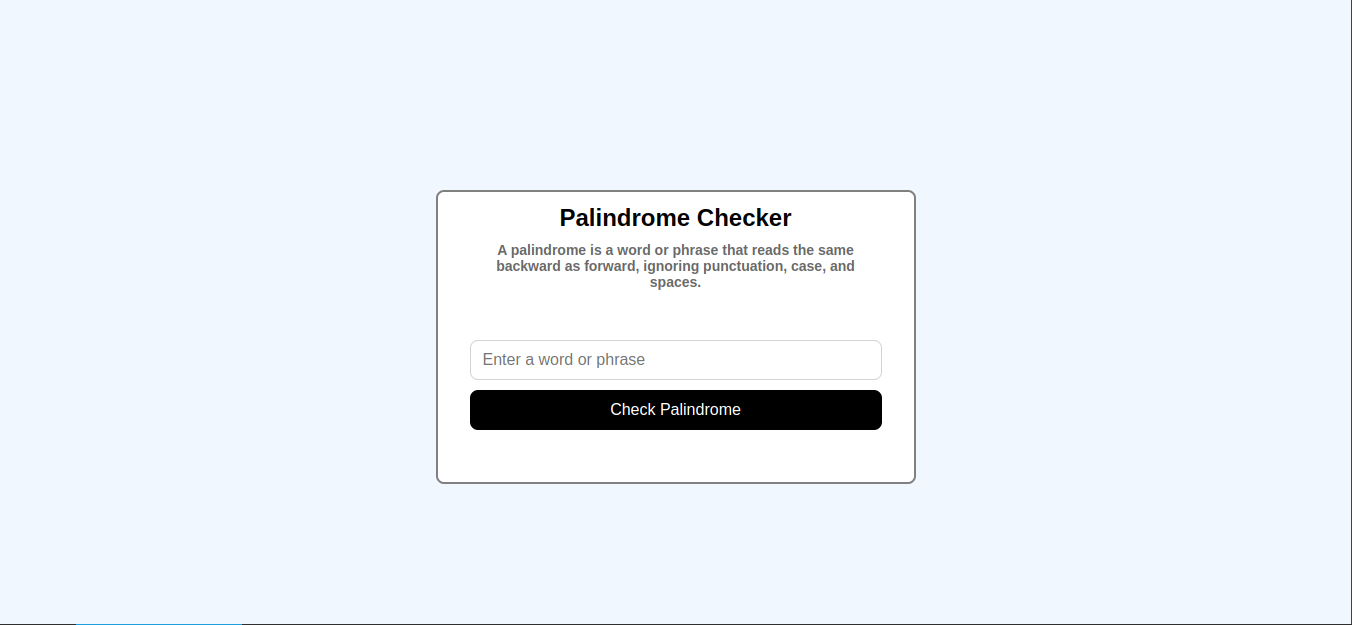 Palindrome Checker
A palindrome is a word or phrase that reads the same
backward as forward, ignoring punctuation, case, and
spaces.
Enter a word or phrase
Check Palindrome